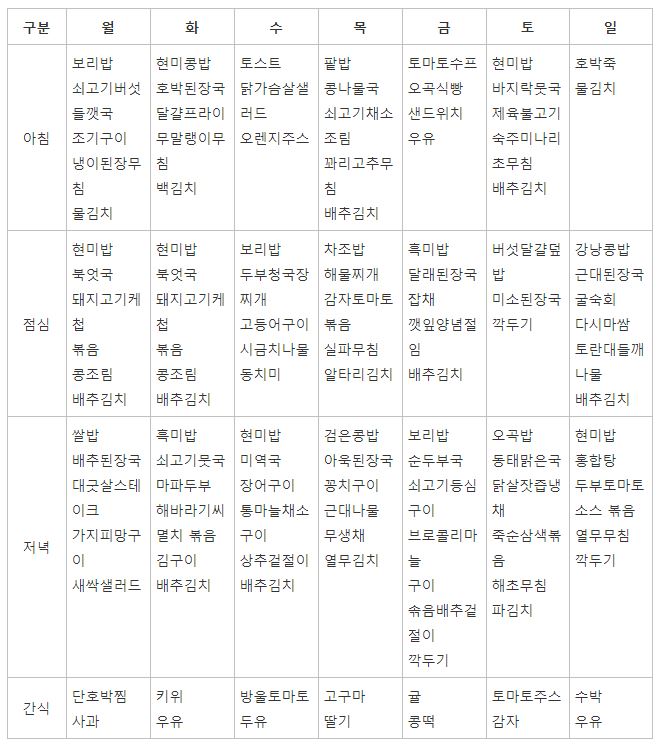 구분
월
화
수
목
금
토
일
아침
보리밥
쇠고기버섯
들깻국
조기구이
냉이된장무
침
물김치
현미콩밥
호박된장국
달걀프라이
무말랭이무
침
백김치
토스트
닭가슴살샐
러드
오렌지주스
팥밥
콩나물국
쇠고기채소
조림
꽈리고추무
침
배추김치
토마토수프
오곡식빵
샌드위치
우유
현미밥
바지락뭇국
제육불고기
숙주미나리
초무침
배추김치
호박죽
물김치
점심
현미밥
북엇국
돼지고기케
첩
볶음
콩조림
배추김치
현미밥
북엇국
돼지고기케
첩
볶음
콩조림
배추김치
보리밥
두부청국장
찌개
고등어구이
시금치나물
동치미
차조밥
해물찌개
감자토마토
볶음
실파무침
알타리김치
흑미밥
달래된장국
잡채
깻잎양념절
임
배추김치
버섯달걀덮
밥
미소된장국
깍두기
강낭콩밥
근대된장국
굴숙회
다시마쌈
토란대들깨
나물
배추김치
저녁
쌀밥
배추된장국
대굿살스테
이크
가지피망구
이
새싹샐러드
흑미밥
쇠고기뭇국
마파두부
해바라기씨
멸치 볶음
김구이
배추김치
현미밥
미역국
장어구이
통마늘채소
구이
상추겉절이
배추김치
검은콩밥
아욱된장국
꽁치구이
근대나물
무생채
열무김치
보리밥
순두부국
쇠고기등심
구이
브로콜리마
늘
구이
솎음배추겉
절이
깍두기
오곡밥
동태맑은국
닭살잣즙냉
채
죽순삼색볶
음
해초무침
파김치
현미밥
홍합탕
두부토마토
소스 볶음
열무무침
깍두기
간식
단호박찜
사과
키위
우유
방울토마토
두유
고구마
딸기
귤
콩떡
토마토주스
감자
수박
우유